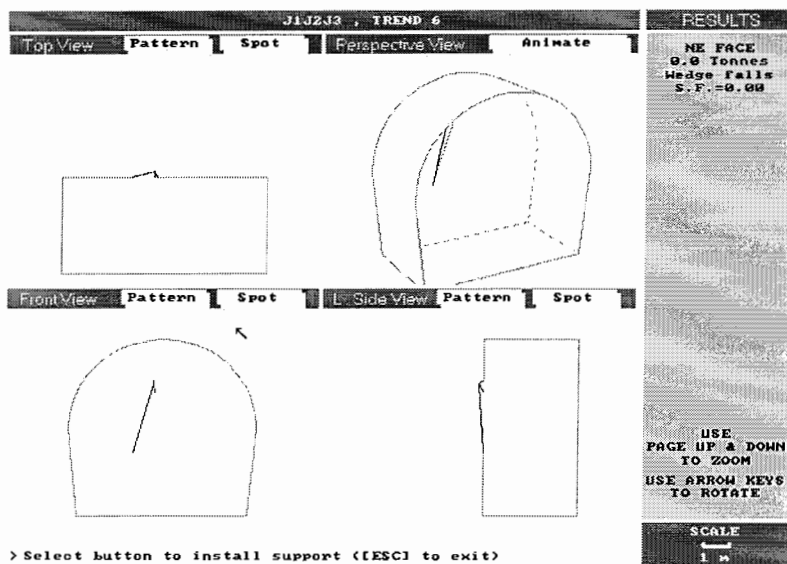 J1J2J3 , TREND 6
RESULTS
Top View Pattern Spot
Perspective View Animate
NE FACE
0.0 Tonnes
Wedge falls
S.F.=0.00
Front View Pattern Spot
L. Side View Pattern Spot
USE
PAGE UP & DOWN
TO ZOOM
USE ARROW KEYS
TO ROTATE
SCALE
1 m
> Select button to install support ([ESC] to exit)